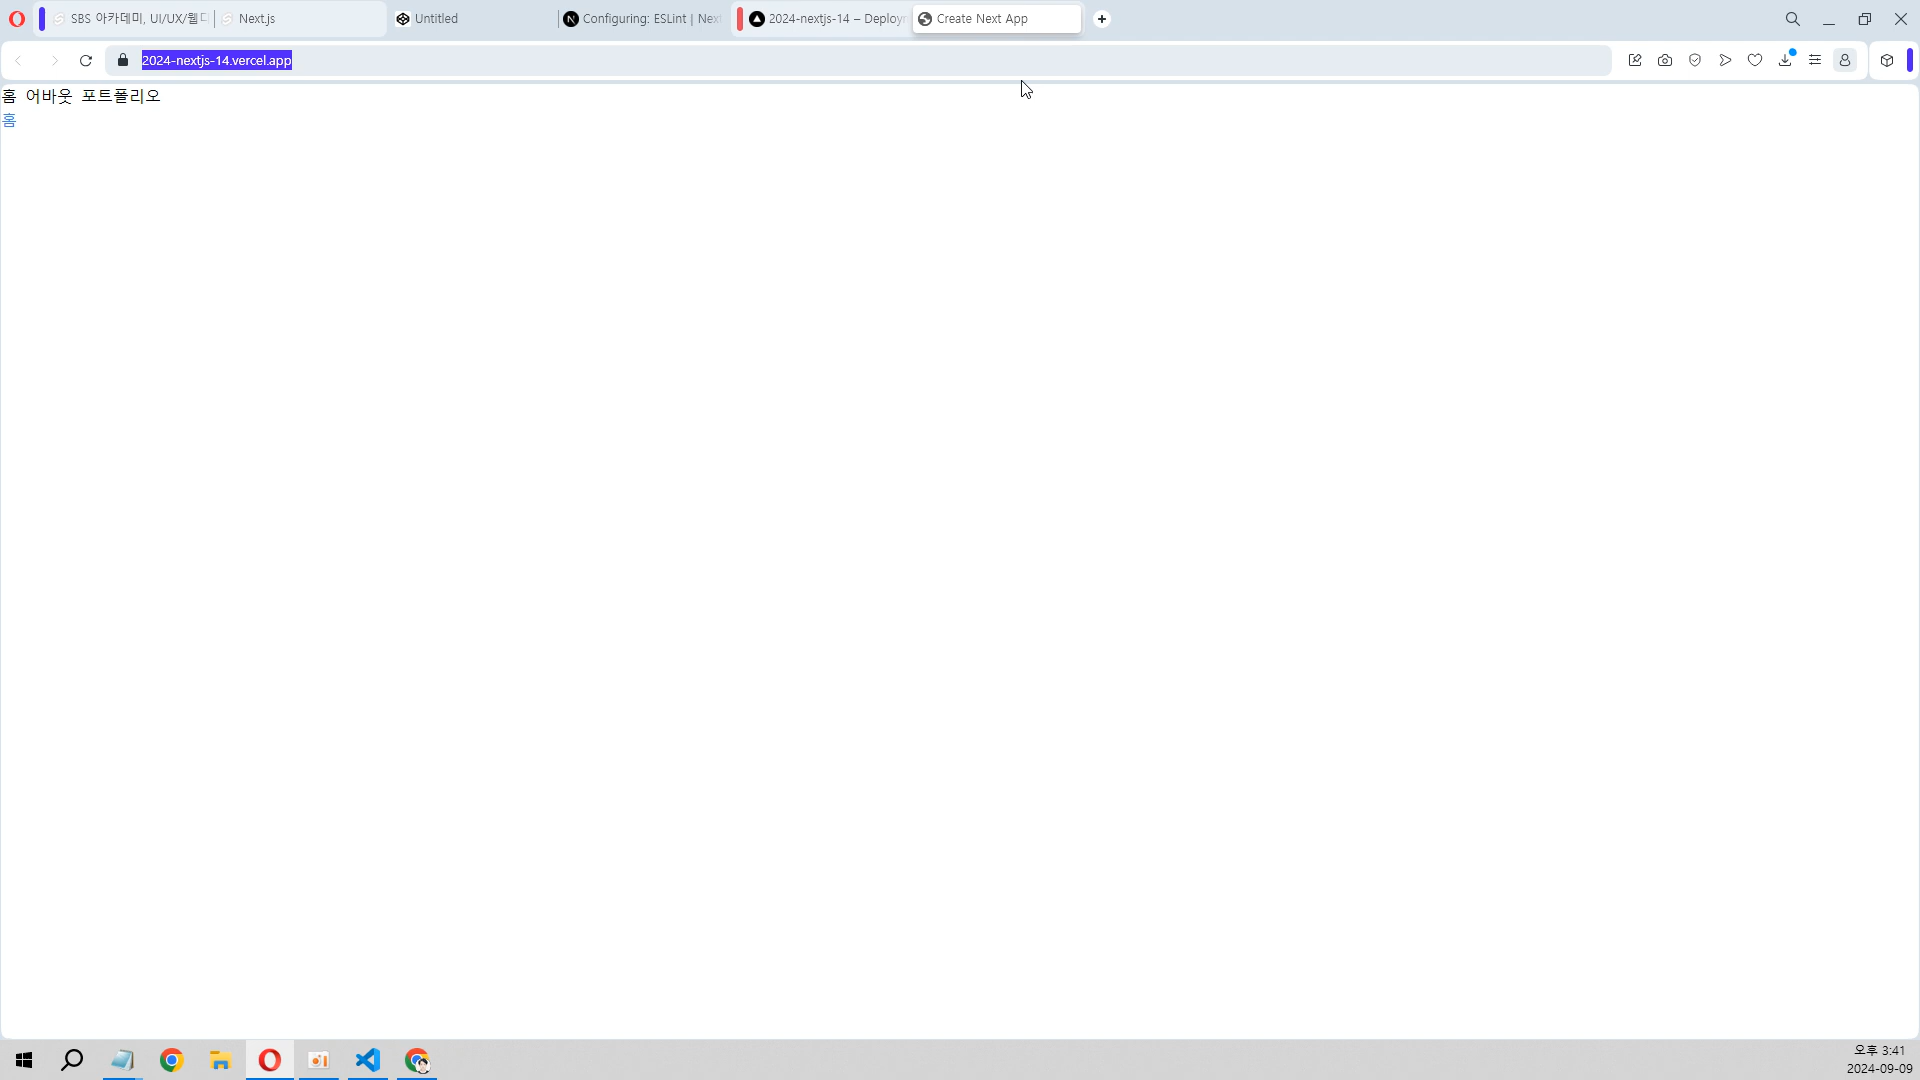 SBS 아카데미, UI/UX/웹디
Next.js
Untitled
Configuring: ESLint | Next
2024-nextjs-14 – Deploym
Create Next App
2024-nextjs-14.vercel.app
홈 어바웃 포트폴리오
홈
오후 3:41
2024-09-09